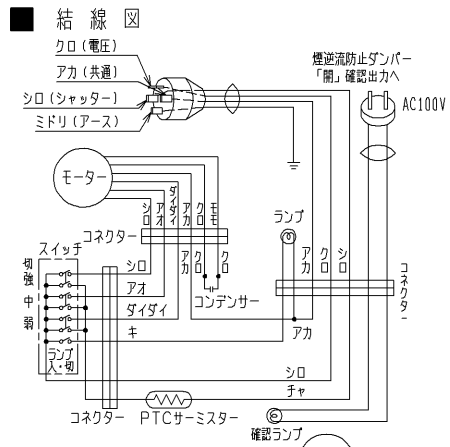 ■ 結線図
クロ(電圧)
アカ(共通)
シロ(シャッター)
ミドリ(アース)
煙逆流防止ダンパー
「開」確認出力へ
AC100V
モーター
シロ
アオ
ダイダイ
アカ
クロ
モモ
コネクター
アカ
クロ
クロ
コンデンサー
ランプ
アカ
クロ
シロ
コネクター
アカ
スイッチ
切
強
中
弱
ランプ
入・切
シロ
アオ
ダイダイ
キ
シロ
チャ
コネクター
PTCサーミスター
確認ランプ